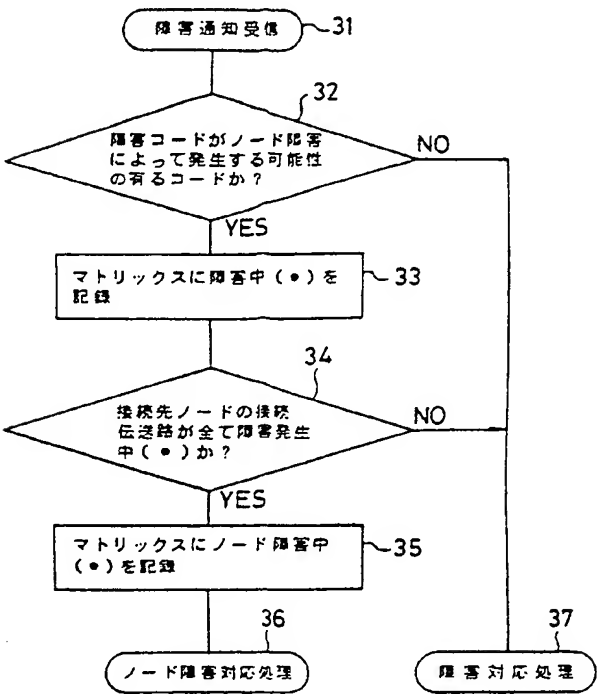 障害通知受信
31
32
障害コードがノード障害
によって発生する可能性
の有るコードか？
NO
YES
マトリックスに障害中(●)を
記録
33
34
接続先ノードの接続
伝送路が全て障害発生
中(●)か？
NO
YES
マトリックスにノード障害中
(●)を記録
35
36
ノード障害対応処理
37
障害対応処理